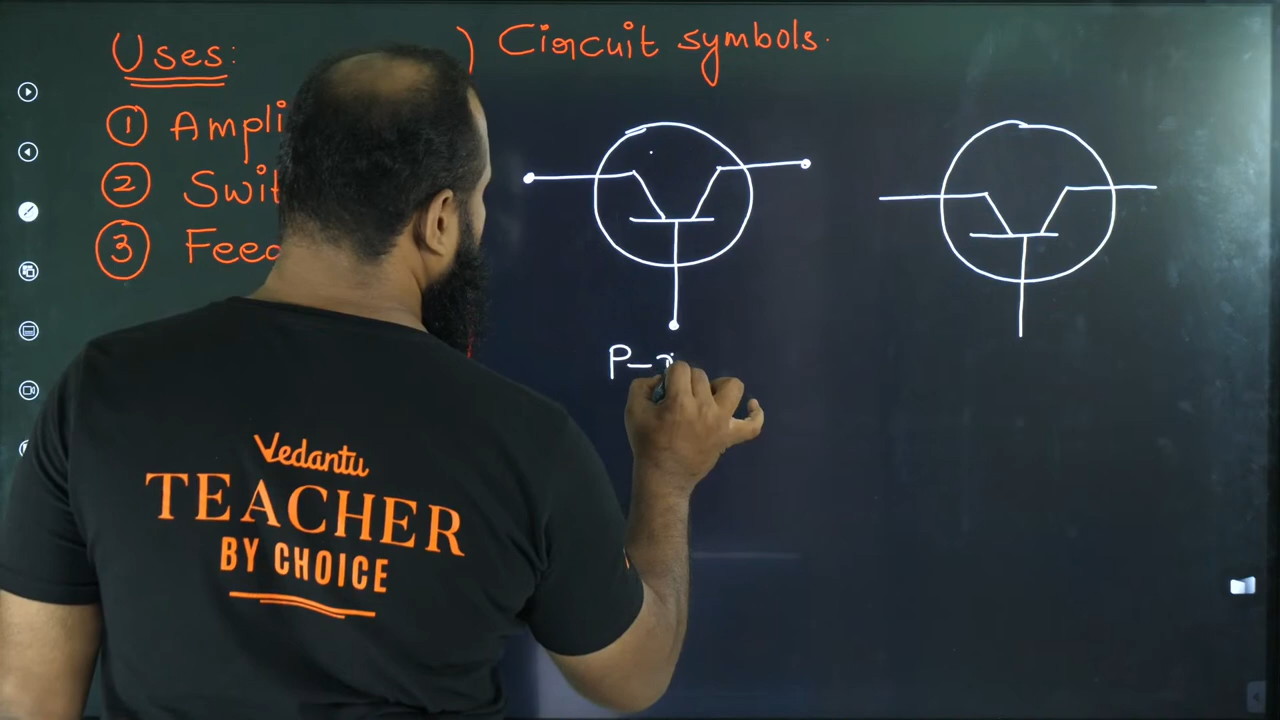 Uses:
) Circuit symbols.
① Ampli
② Swit
③ Feed
P-n
Vedantu
TEACHER
BY CHOICE